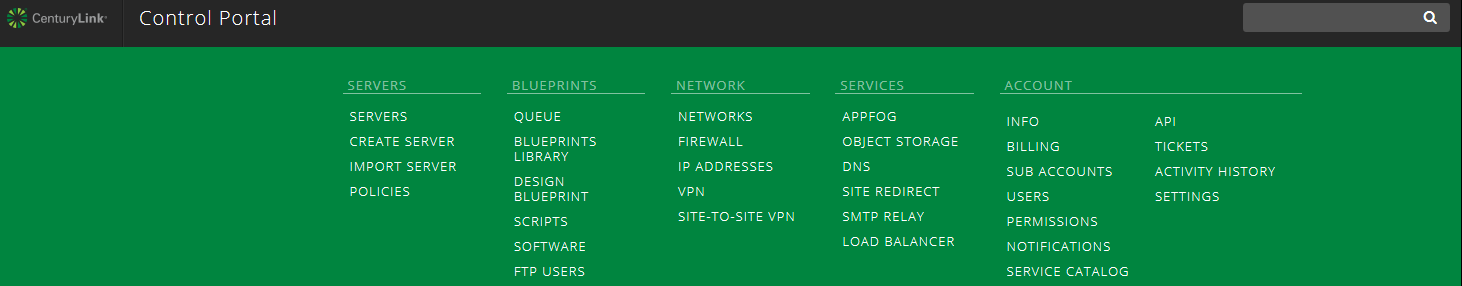 CenturyLink®
Control Portal
SERVERS
SERVERS
CREATE SERVER
IMPORT SERVER
POLICIES
BLUEPRINTS
QUEUE
BLUEPRINTS
LIBRARY
DESIGN
BLUEPRINT
SCRIPTS
SOFTWARE
FTP USERS
NETWORK
NETWORKS
FIREWALL
IP ADDRESSES
VPN
SITE-TO-SITE VPN
SERVICES
APPFOG
OBJECT STORAGE
DNS
SITE REDIRECT
SMTP RELAY
LOAD BALANCER
ACCOUNT
INFO
BILLING
SUB ACCOUNTS
USERS
PERMISSIONS
NOTIFICATIONS
SERVICE CATALOG
API
TICKETS
ACTIVITY HISTORY
SETTINGS